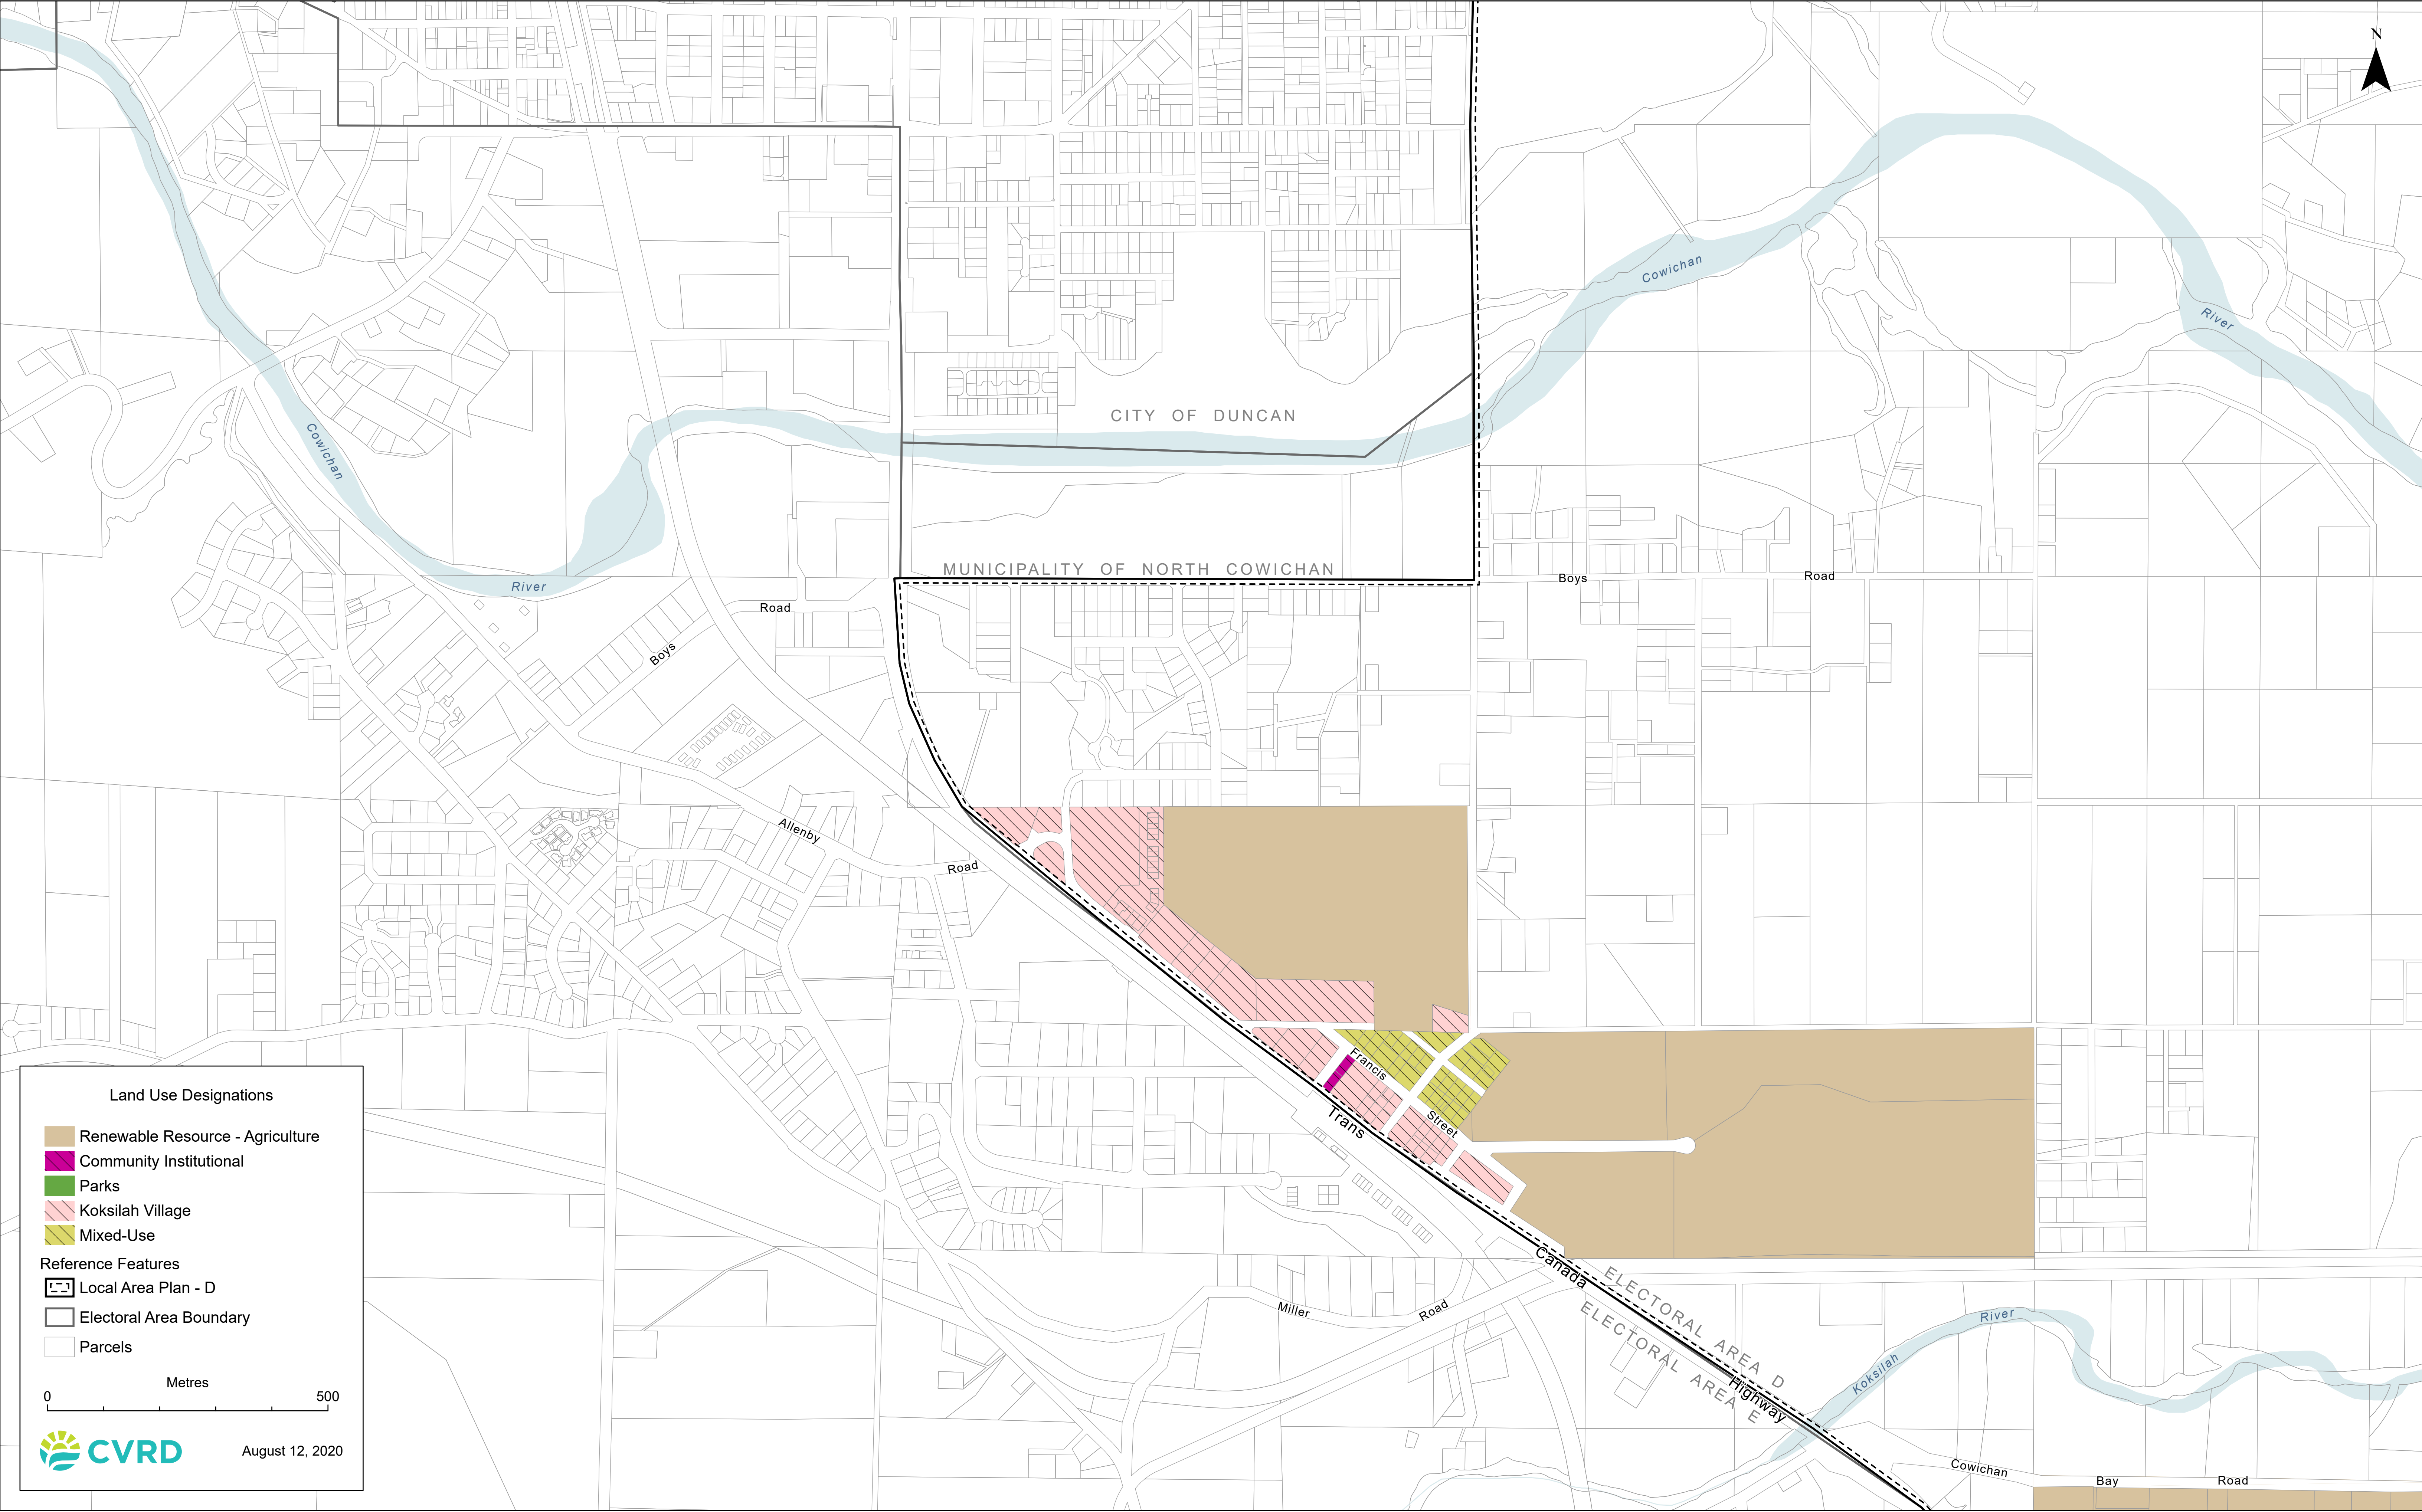 N
Cowichan
River
CITY OF DUNCAN
Cowichan
River
MUNICIPALITY OF NORTH COWICHAN
Boys
Road
Road
Boys
Allenby
Road
Francis
Street
Trans
Canada
Highway
ELECTORAL AREA D
ELECTORAL AREA E
Miller
Road
River
Koksilah
Cowichan
Bay
Road
Land Use Designations
Renewable Resource - Agriculture
Community Institutional
Parks
Koksilah Village
Mixed-Use
Reference Features
Local Area Plan - D
Electoral Area Boundary
Parcels
Metres
0 500
CVRD
August 12, 2020